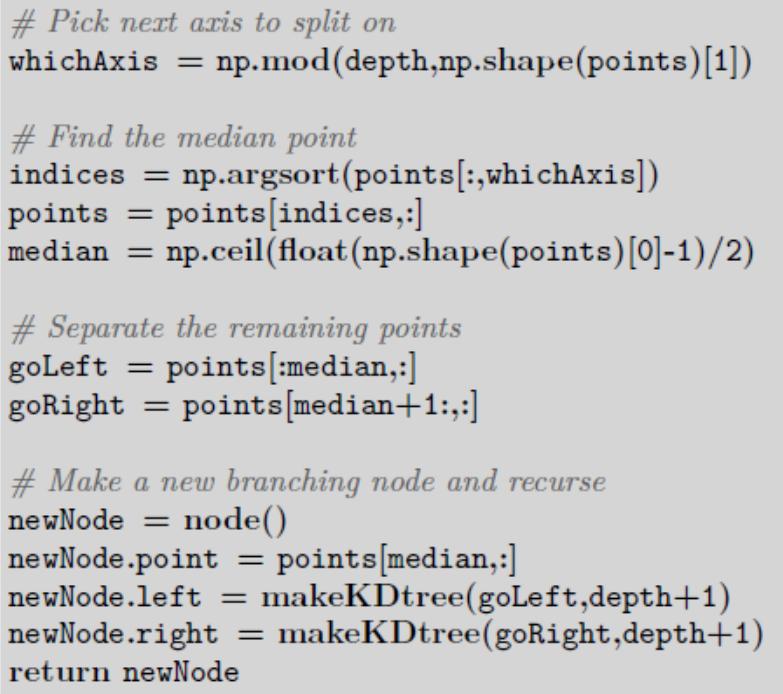 # Pick next axis to split on
whichAxis = np.mod(depth,np.shape(points)[1])
# Find the median point
indices = np.argsort(points[:,whichAxis])
points = points[indices,:]
median = np.ceil(float(np.shape(points)[0]-1)/2)
# Separate the remaining points
goLeft = points[:median,:]
goRight = points[median+1:,:]
# Make a new branching node and recurse
newNode = node()
newNode.point = points[median,:]
newNode.left = makeKDtree(goLeft,depth+1)
newNode.right = makeKDtree(goRight,depth+1)
return newNode